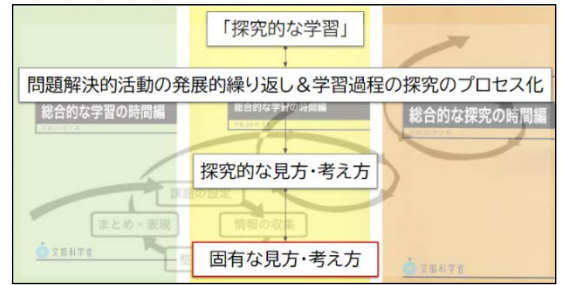 「探究的な学習」
問題解決的活動の発展的繰り返し＆学習過程の探究のプロセス化
総合的な学習の時間編
総合的な学習の時間編
総合的な探究の時間編
探究的な見方・考え方
課題の設定
まとめ・表現
情報の収集
整
固有な見方・考え方
文部科学省
文部科学省